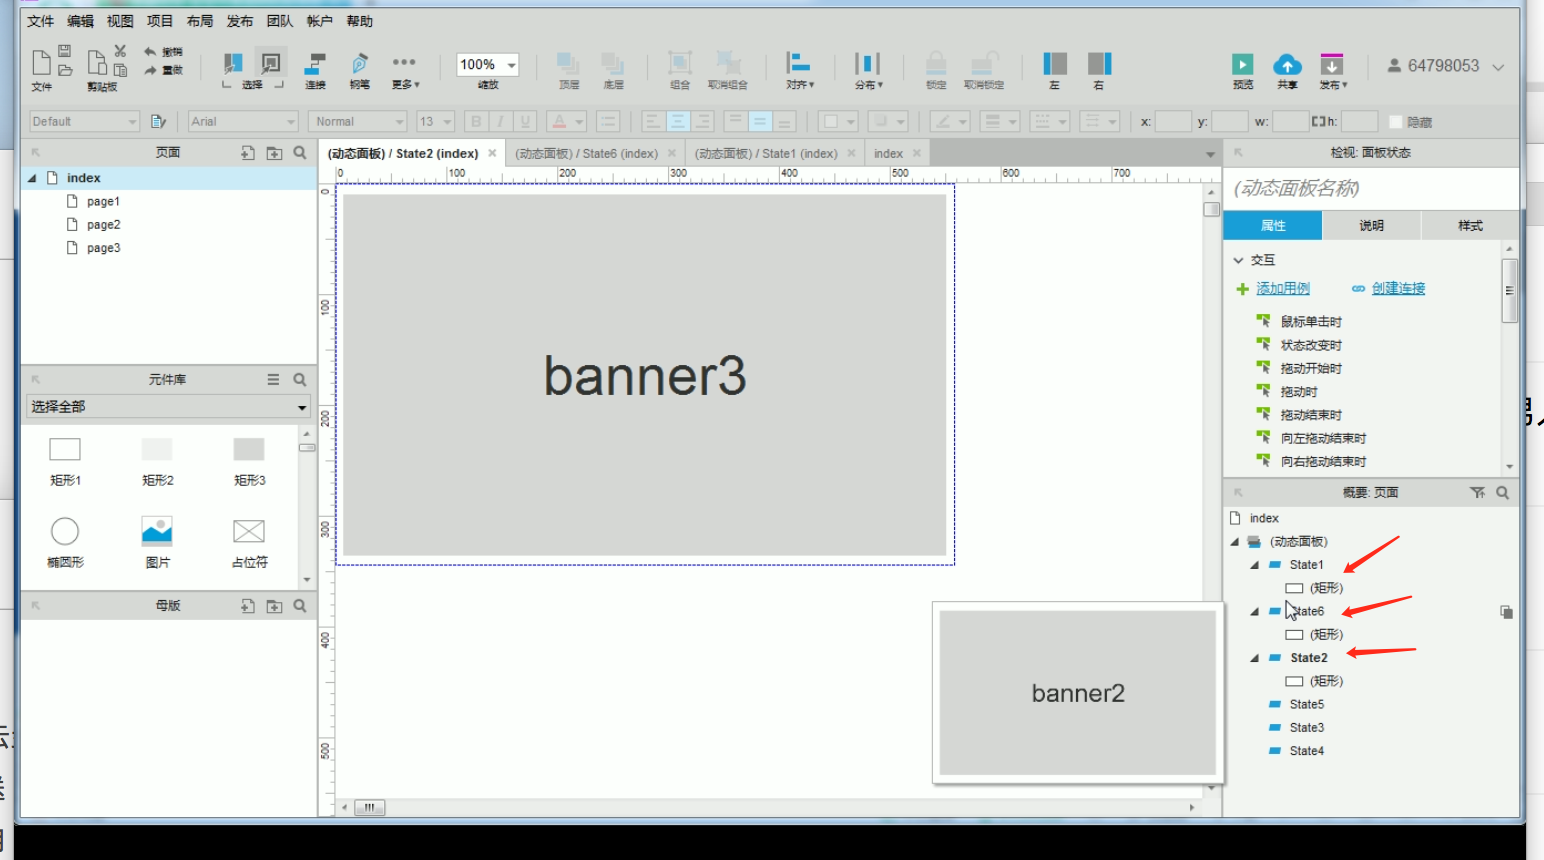 文件 编辑 视图 项目 布局 发布 团队 帐户 帮助
撤销
重做
文件 剪贴板 选择 连接 钢笔 更多 100% 缩放 顶层 底层 组合 取消组合 对齐 分布 锁定 取消锁定 左 右 预览 共享 发布 64798053
Default Arial Normal 13 B I U A x: y: w: h: 隐藏
页面
index
page1
page2
page3
元件库
选择全部
矩形1 矩形2 矩形3
椭圆形 图片 占位符
母版
(动态面板) / State2 (index) (动态面板) / State6 (index) (动态面板) / State1 (index) index
0 100 200 300 400 500 600 700
0
100
200
300
400
500
banner3
banner2
检视: 面板状态
(动态面板名称)
属性 说明 样式
交互
添加用例 创建连接
鼠标单击时
状态改变时
拖动开始时
拖动时
拖动结束时
向左拖动结束时
向右拖动结束时
概要: 页面
index
(动态面板)
State1
(矩形)
State6
(矩形)
State2
(矩形)
State5
State3
State4